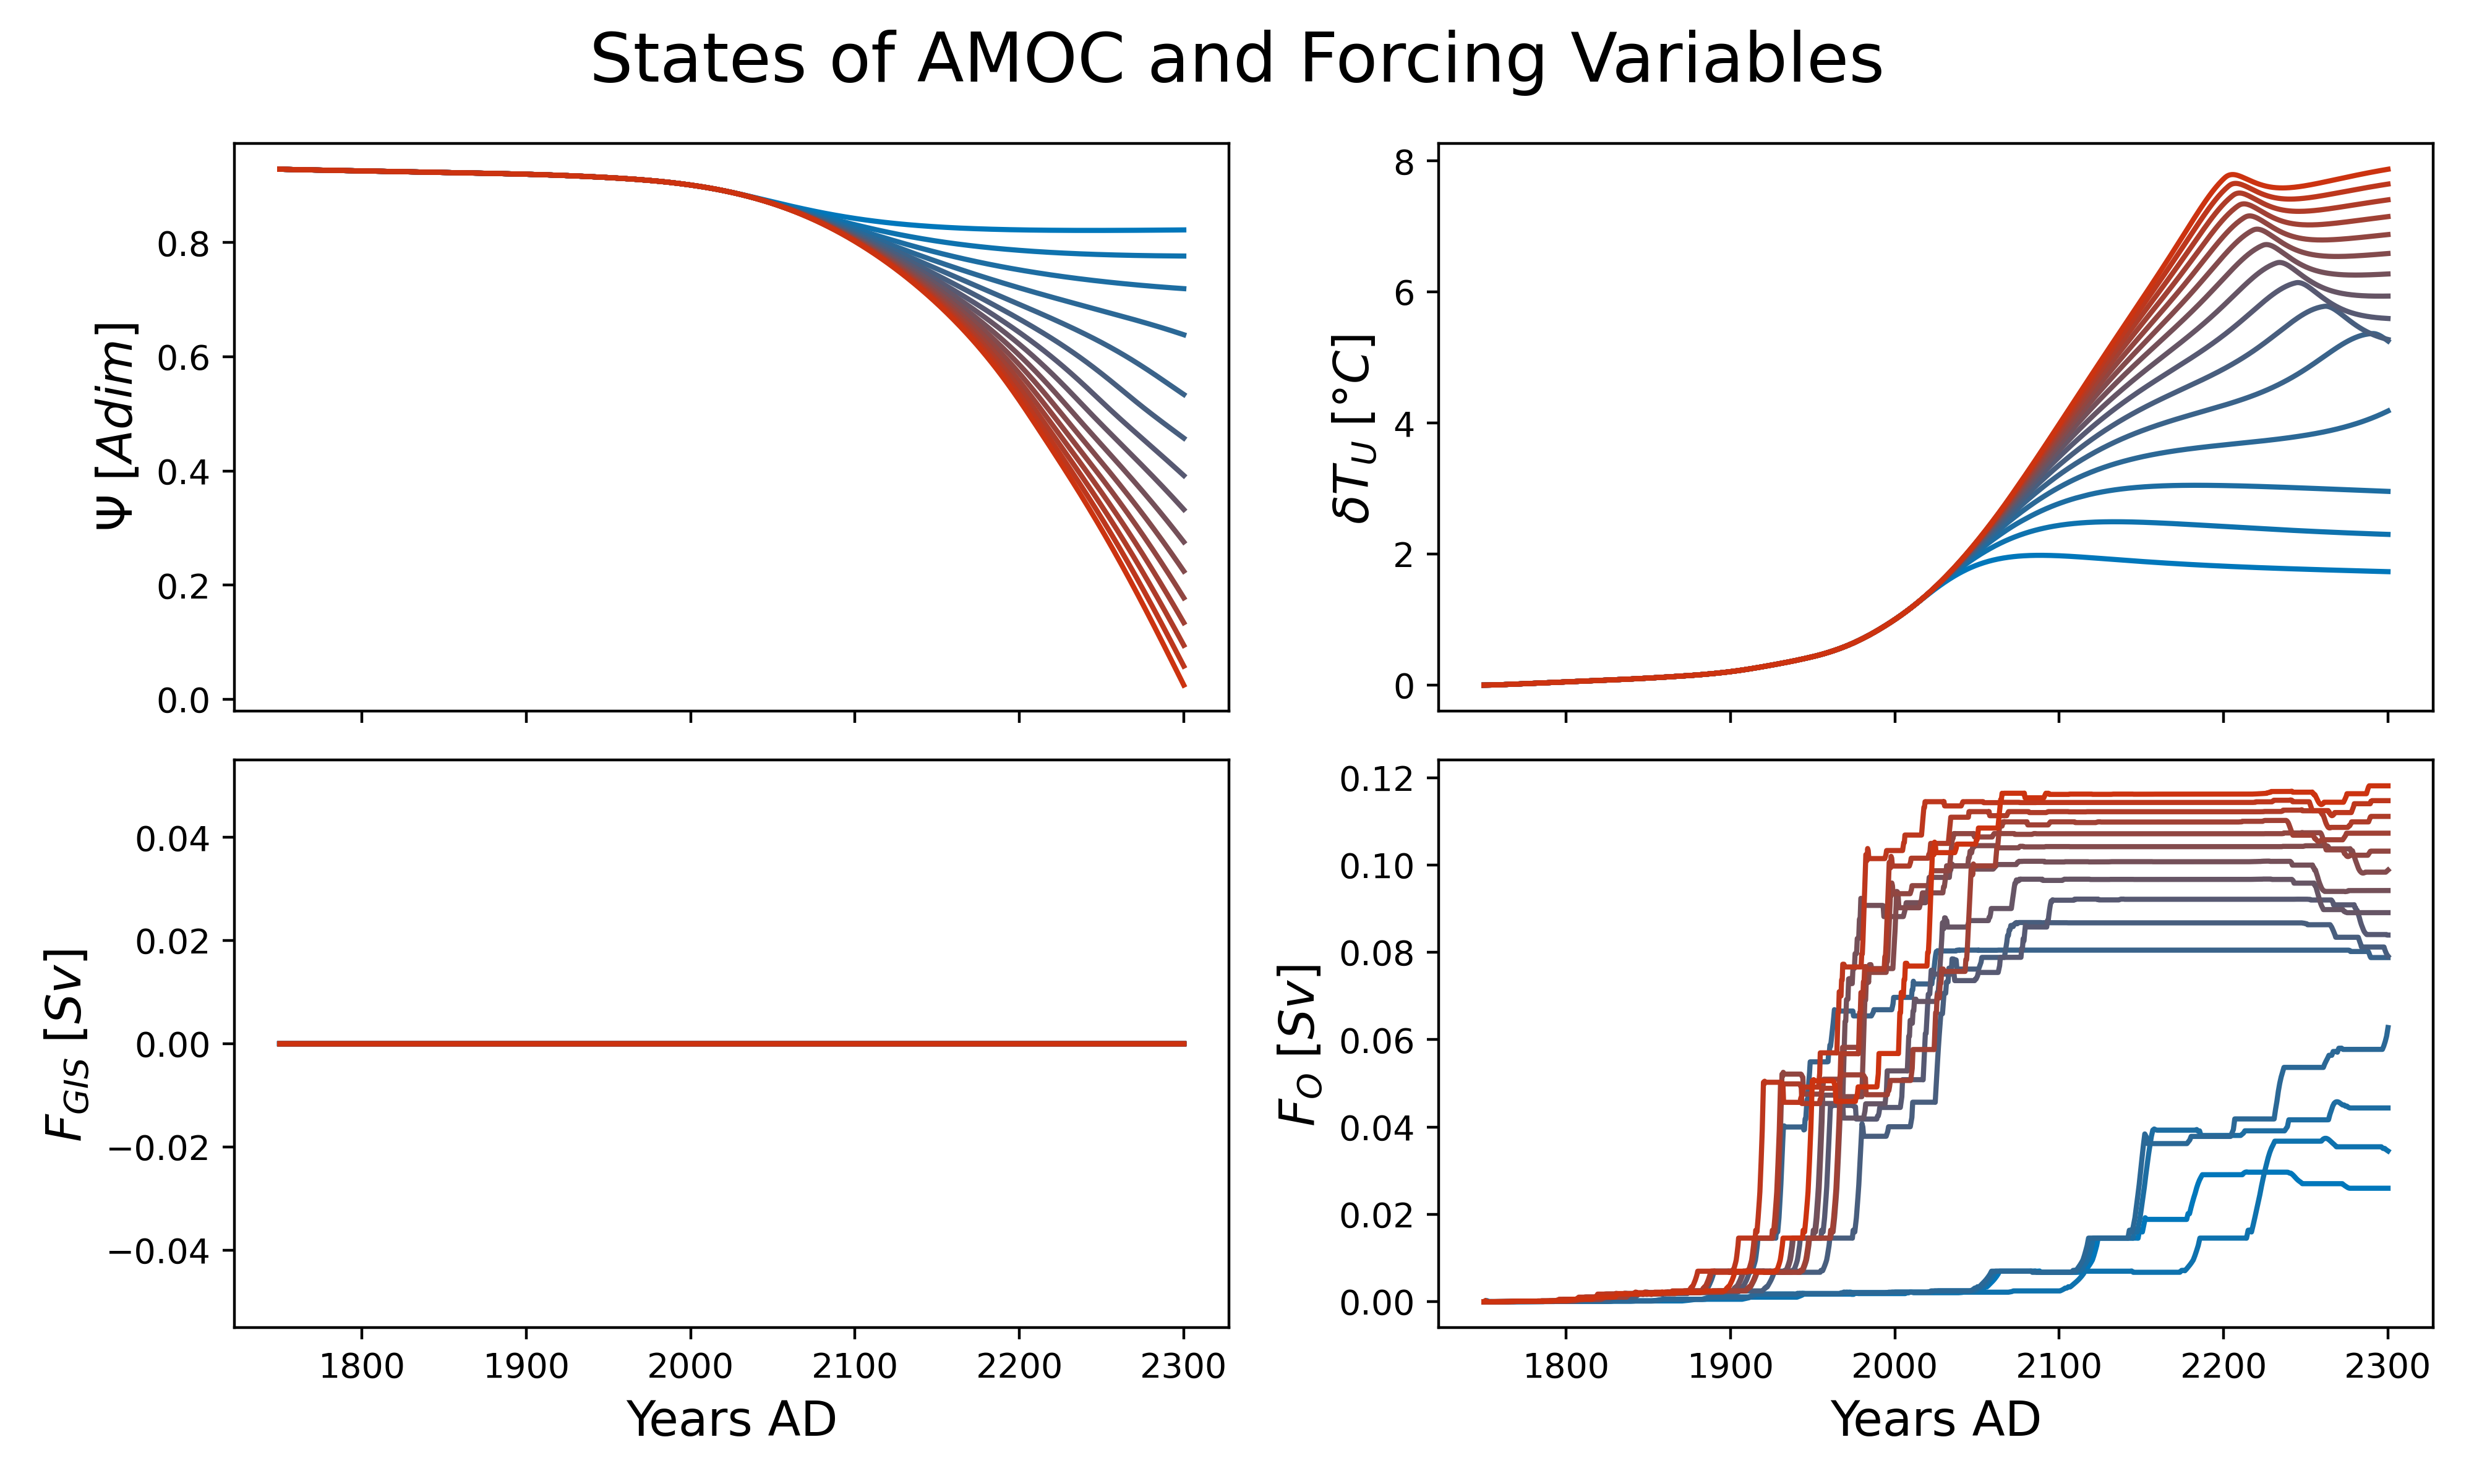 States of AMOC and Forcing Variables
Ψ [Adim]
0.8
0.6
0.4
0.2
0.0
δT_U [°C]
8
6
4
2
0
F_GIS [Sv]
0.04
0.02
0.00
−0.02
−0.04
1800 1900 2000 2100 2200 2300
Years AD
F_O [Sv]
0.12
0.10
0.08
0.06
0.04
0.02
0.00
1800 1900 2000 2100 2200 2300
Years AD